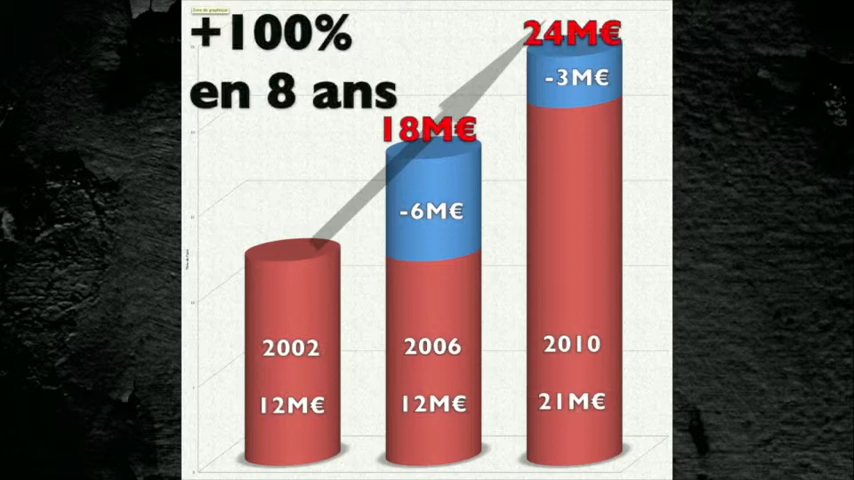 +100%
en 8 ans
24M€
-3M€
18M€
-6M€
2002
2006
2010
12M€
12M€
21M€